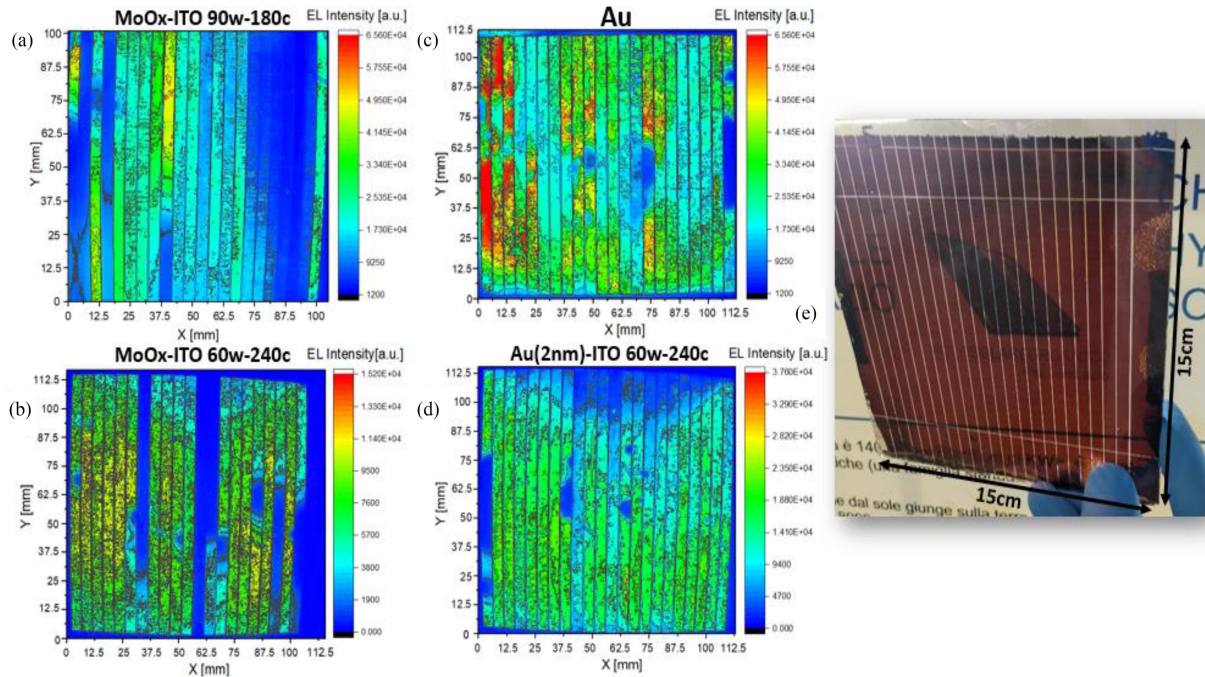 (a)
MoOx-ITO 90w-180c
EL Intensity [a.u.]
6.560E+04
5.755E+04
4.950E+04
4.145E+04
3.340E+04
2.535E+04
1.730E+04
9250
1200
Y [mm]
100
87.5
75
62.5
50
37.5
25
12.5
0
0 12.5 25 37.5 50 62.5 75 87.5 100
X [mm]
(c)
Au
EL Intensity [a.u.]
6.560E+04
5.755E+04
4.950E+04
4.145E+04
3.340E+04
2.535E+04
1.730E+04
9250
1200
Y [mm]
112.5
100
87.5
75
62.5
50
37.5
25
12.5
0
0 12.5 25 37.5 50 62.5 75 87.5 100 112.5
X [mm]
(b)
MoOx-ITO 60w-240c
EL Intensity[a.u.]
1.520E+04
1.330E+04
1.140E+04
9500
7600
5700
3800
1900
0.000
Y [mm]
112.5
100
87.5
75
62.5
50
37.5
25
12.5
0
0 12.5 25 37.5 50 62.5 75 87.5 100 112.5
X [mm]
(d)
Au(2nm)-ITO 60w-240c
EL Intensity [a.u.]
3.760E+04
3.290E+04
2.820E+04
2.350E+04
1.880E+04
1.410E+04
9400
4700
0.000
Y [mm]
112.5
100
87.5
75
62.5
50
37.5
25
12.5
0
0 12.5 25 37.5 50 62.5 75 87.5 100 112.5
X [mm]
(e)
CH
15cm
15cm
a è 140
iche (una famiglia
ne dal sole giunge sulla terra